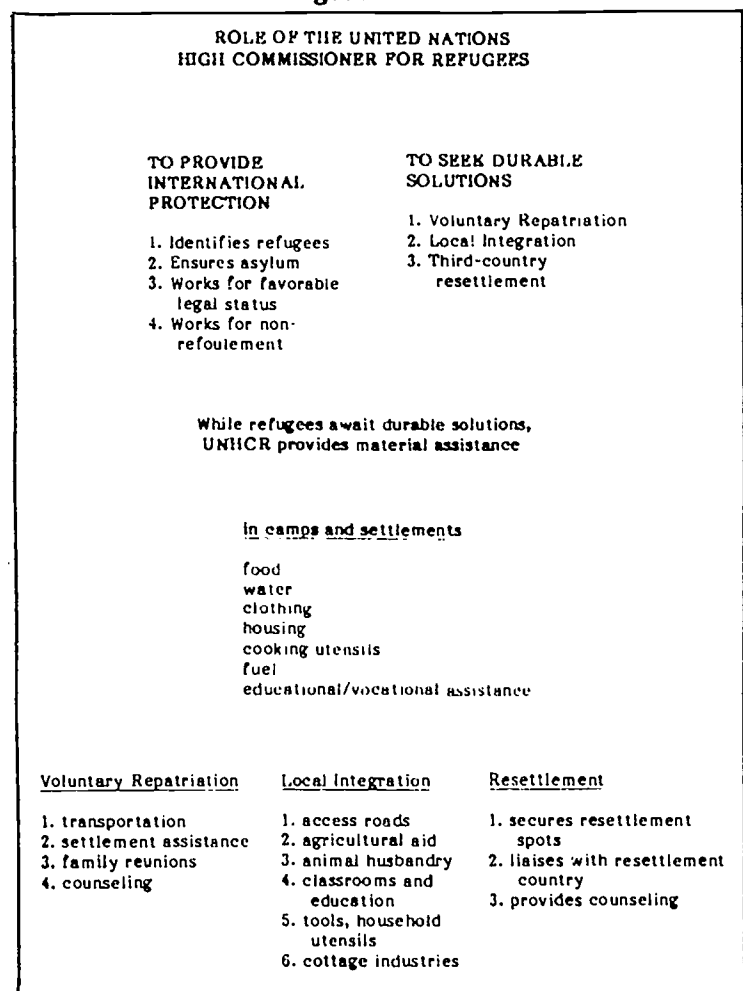 ROLE OF THE UNITED NATIONS
HIGH COMMISSIONER FOR REFUGEES
TO PROVIDE
INTERNATIONAL
PROTECTION
1. Identifies refugees
2. Ensures asylum
3. Works for favorable
legal status
4. Works for non-
refoulement
TO SEEK DURABLE
SOLUTIONS
1. Voluntary Repatriation
2. Local Integration
3. Third-country
resettlement
While refugees await durable solutions,
UNHCR provides material assistance
in camps and settlements
food
water
clothing
housing
cooking utensils
fuel
educational/vocational assistance
Voluntary Repatriation
1. transportation
2. settlement assistance
3. family reunions
4. counseling
Local Integration
1. access roads
2. agricultural aid
3. animal husbandry
4. classrooms and
education
5. tools, household
utensils
6. cottage industries
Resettlement
1. secures resettlement
spots
2. liaises with resettlement
country
3. provides counseling